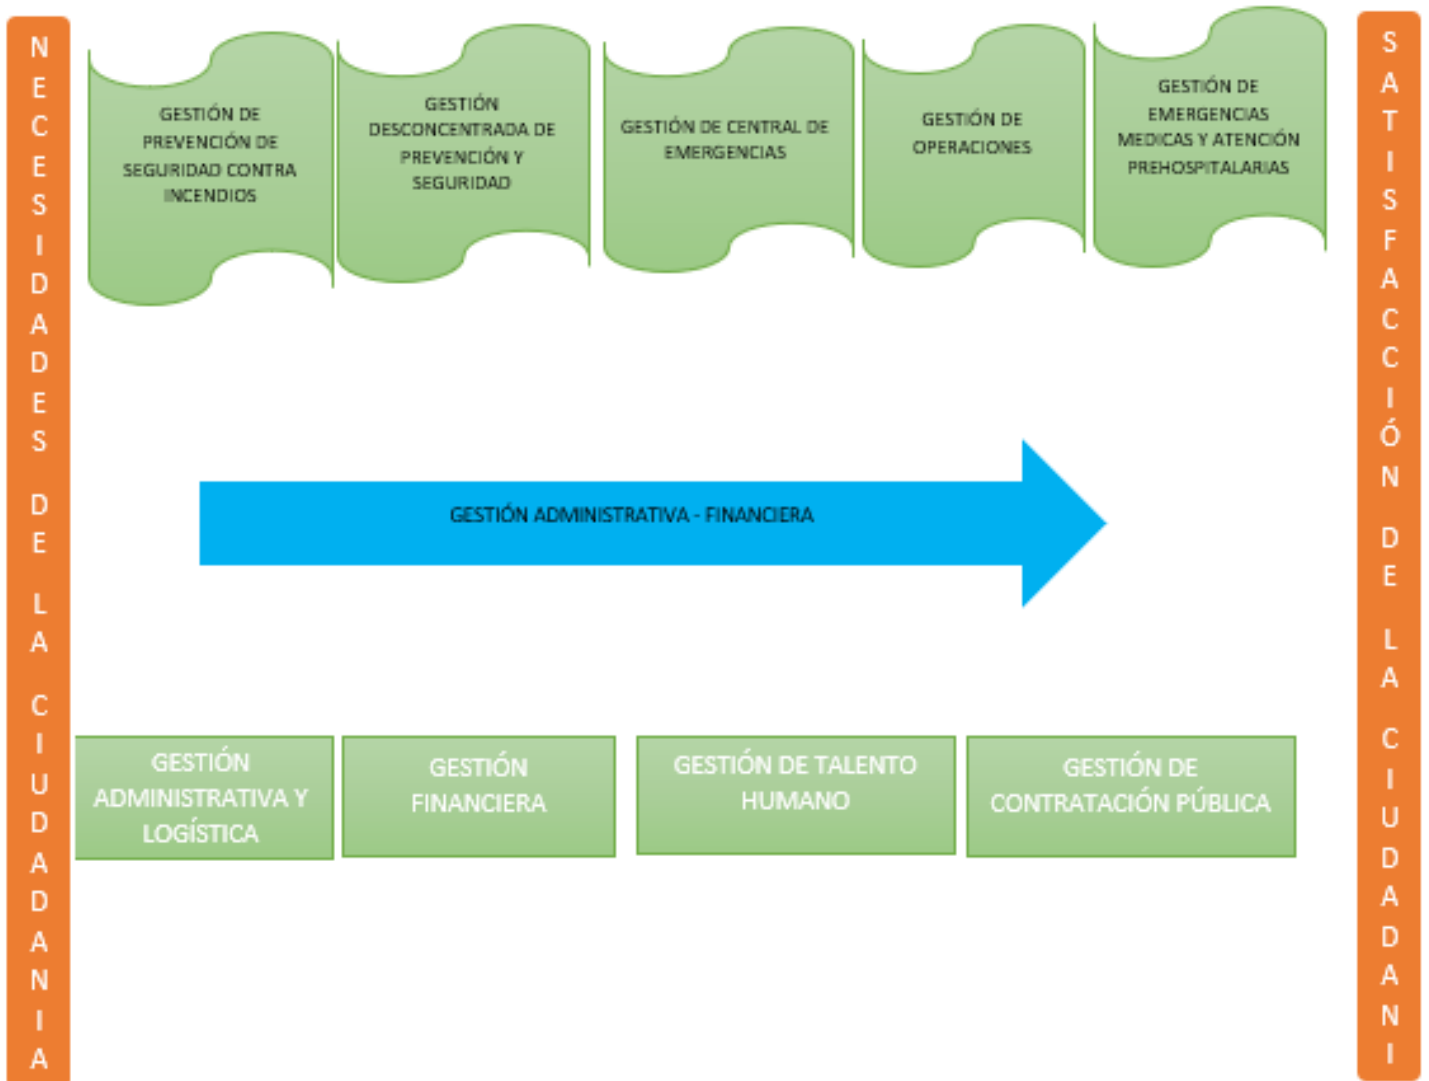 NECESIDADES DE LA CIUDADANIA
GESTIÓN DE
PREVENCIÓN DE
SEGURIDAD CONTRA
INCENDIOS
GESTIÓN
DESCONCENTRADA DE
PREVENCIÓN Y
SEGURIDAD
GESTIÓN DE CENTRAL DE
EMERGENCIAS
GESTIÓN DE
OPERACIONES
GESTIÓN DE
EMERGENCIAS
MEDICAS Y ATENCIÓN
PREHOSPITALARIAS
GESTIÓN ADMINISTRATIVA - FINANCIERA
GESTIÓN
ADMINISTRATIVA Y
LOGÍSTICA
GESTIÓN
FINANCIERA
GESTIÓN DE TALENTO
HUMANO
GESTIÓN DE
CONTRATACIÓN PÚBLICA
SATISFACCIÓN DE LA CIUDADANI